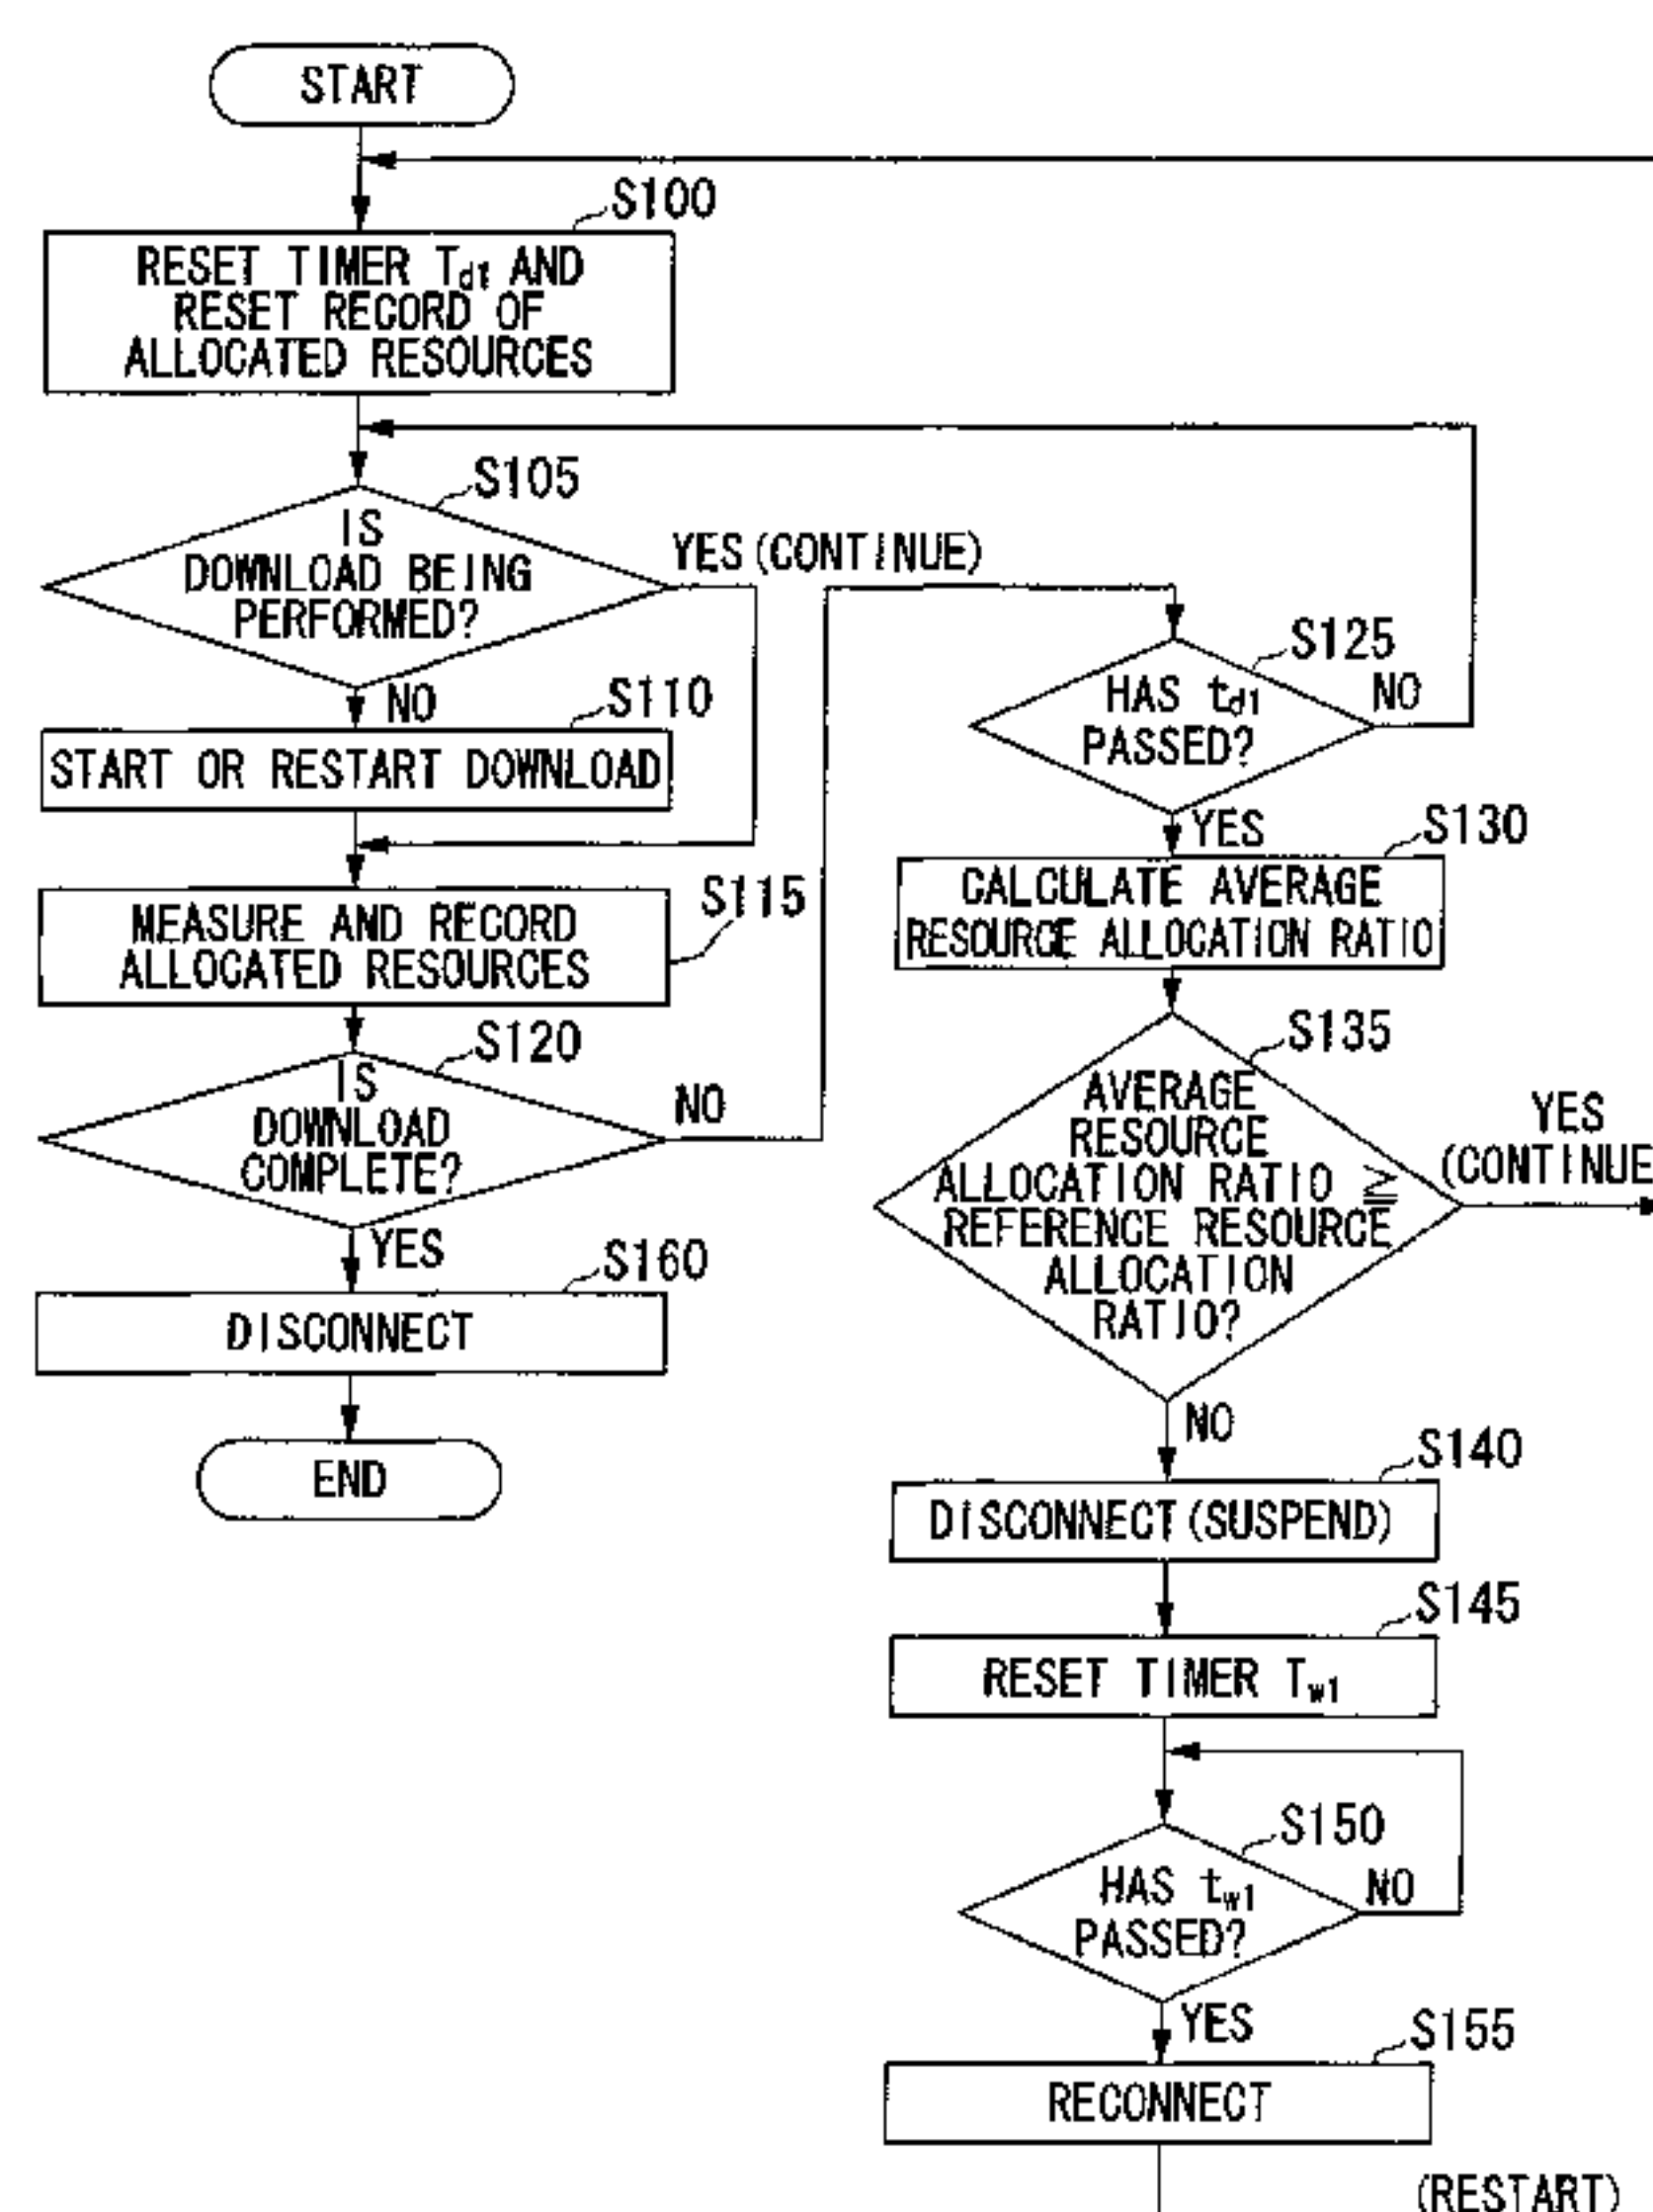 START
S100
RESET TIMER Td1 AND
RESET RECORD OF
ALLOCATED RESOURCES
S105
IS
DOWNLOAD BEING
PERFORMED?
YES (CONTINUE)
NO
S110
START OR RESTART DOWNLOAD
S115
MEASURE AND RECORD
ALLOCATED RESOURCES
S120
IS
DOWNLOAD
COMPLETE?
NO
YES
S160
DISCONNECT
END
S125
HAS td1
PASSED?
NO
YES
S130
CALCULATE AVERAGE
RESOURCE ALLOCATION RATIO
S135
AVERAGE
RESOURCE
ALLOCATION RATIO ≧
REFERENCE RESOURCE
ALLOCATION
RATIO?
YES
(CONTINUE
NO
S140
DISCONNECT (SUSPEND)
S145
RESET TIMER Tw1
S150
HAS tw1
PASSED?
NO
YES
S155
RECONNECT
(RESTART)